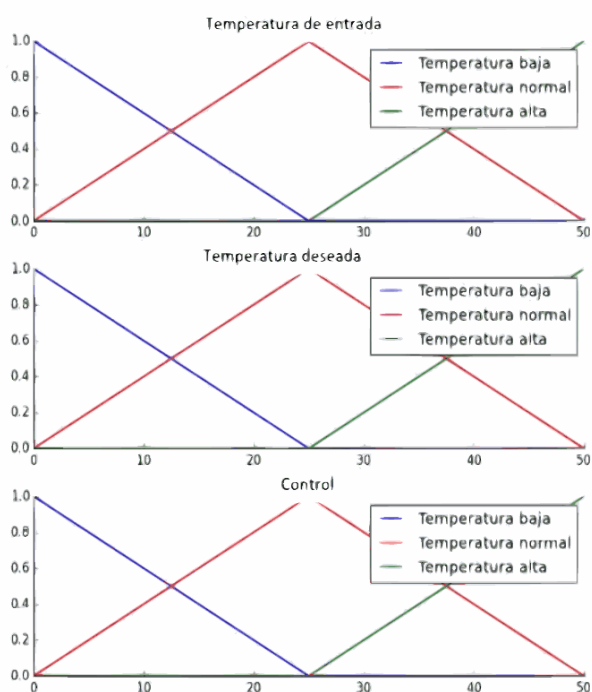 Temperatura de entrada
1.0
0.8
0.6
0.4
0.2
0.0
Temperatura baja
Temperatura normal
Temperatura alta
0 10 20 30 40 50
Temperatura deseada
1.0
0.8
0.6
0.4
0.2
0.0
Temperatura baja
Temperatura normal
Temperatura alta
0 10 20 30 40 50
Control
1.0
0.8
0.6
0.4
0.2
0.0
Temperatura baja
Temperatura normal
Temperatura alta
0 10 20 30 40 50